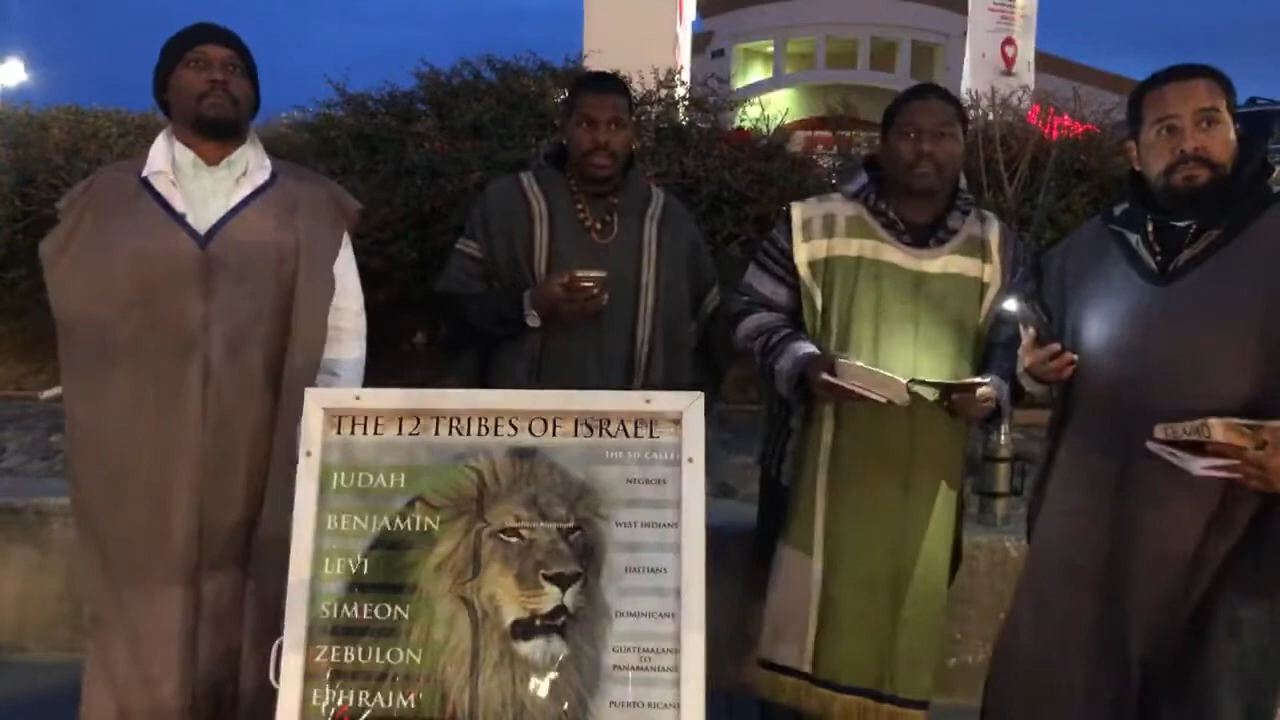 THE 12 TRIBES OF ISRAEL
THE SO CALLED
JUDAH NEGROES
BENJAMIN WEST INDIANS
LEVI HAITIANS
SIMEON DOMINICANS
ZEBULON GUATEMALANS
TO
PANAMANIANS
EPHRAIM PUERTO RICANS